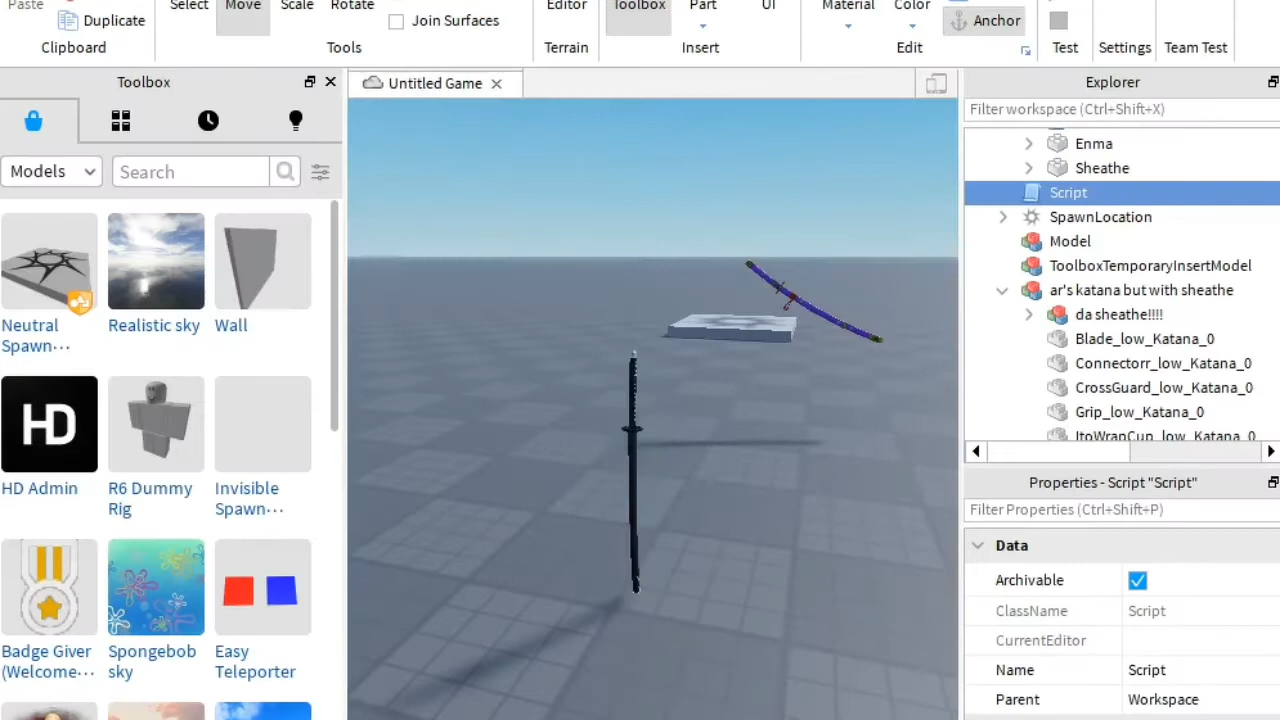 Paste
Select
Move
Scale
Rotate
Editor
Toolbox
Part
UI
Material
Color
Duplicate
Join Surfaces
Anchor
Clipboard
Tools
Terrain
Insert
Edit
Test
Settings
Team Test
Toolbox
Untitled Game
Explorer
Filter workspace (Ctrl+Shift+X)
Models
Search
Enma
Sheathe
Script
SpawnLocation
Model
ToolboxTemporaryInsertModel
ar's katana but with sheathe
da sheathe!!!!
Blade_low_Katana_0
Connectorr_low_Katana_0
CrossGuard_low_Katana_0
Grip_low_Katana_0
ItoWrapCup_low_Katana_0
Neutral
Spawn...
Realistic sky
Wall
HD
HD Admin
R6 Dummy
Rig
Invisible
Spawn...
Badge Giver
(Welcome...
Spongebob
sky
Easy
Teleporter
Properties - Script "Script"
Filter Properties (Ctrl+Shift+P)
Data
Archivable
ClassName Script
CurrentEditor
Name Script
Parent Workspace